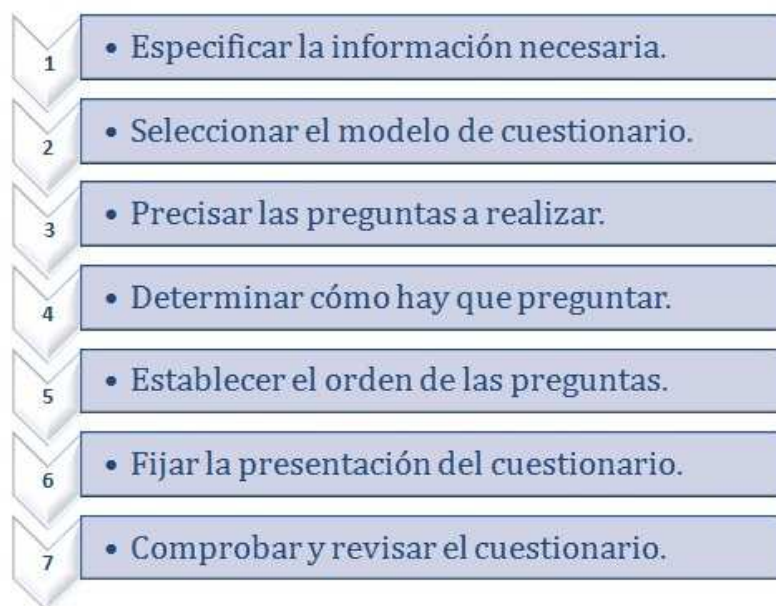 1 • Especificar la información necesaria.
2 • Seleccionar el modelo de cuestionario.
3 • Precisar las preguntas a realizar.
4 • Determinar cómo hay que preguntar.
5 • Establecer el orden de las preguntas.
6 • Fijar la presentación del cuestionario.
7 • Comprobar y revisar el cuestionario.